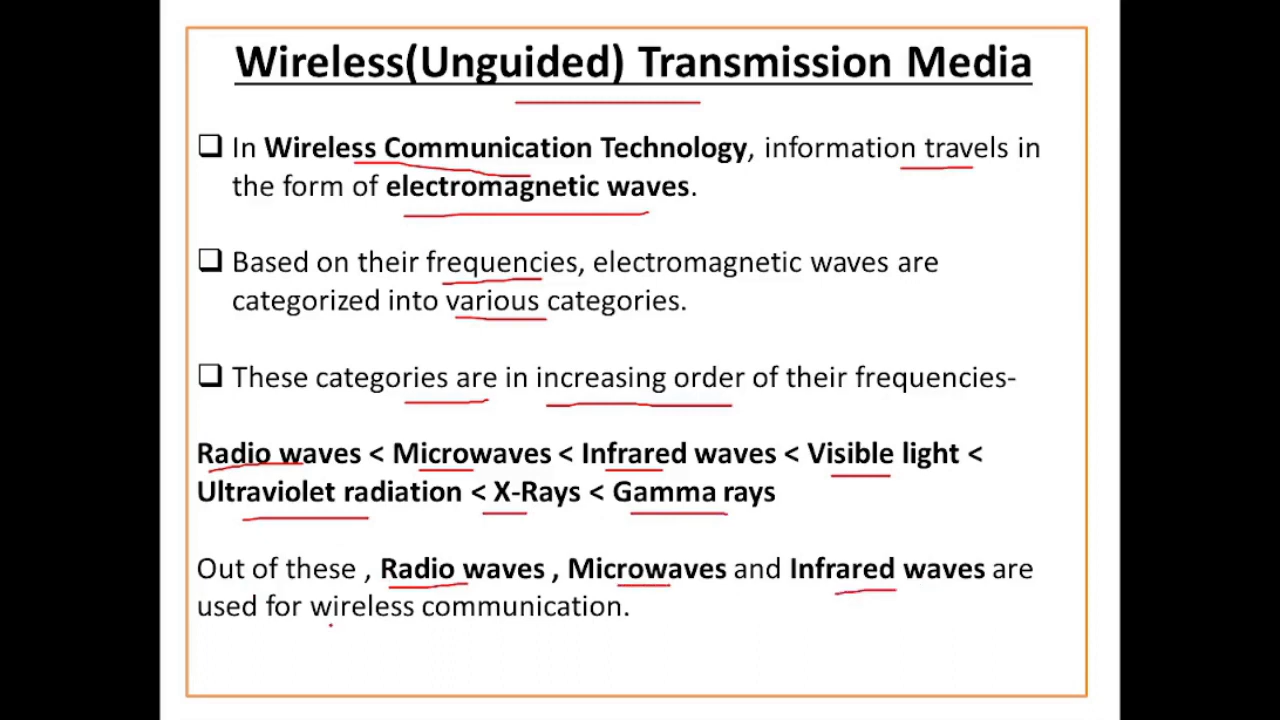 Wireless(Unguided) Transmission Media
❑ In Wireless Communication Technology, information travels in
the form of electromagnetic waves.
❑ Based on their frequencies, electromagnetic waves are
categorized into various categories.
❑ These categories are in increasing order of their frequencies-
Radio waves < Microwaves < Infrared waves < Visible light <
Ultraviolet radiation < X-Rays < Gamma rays
Out of these , Radio waves , Microwaves and Infrared waves are
used for wireless communication.